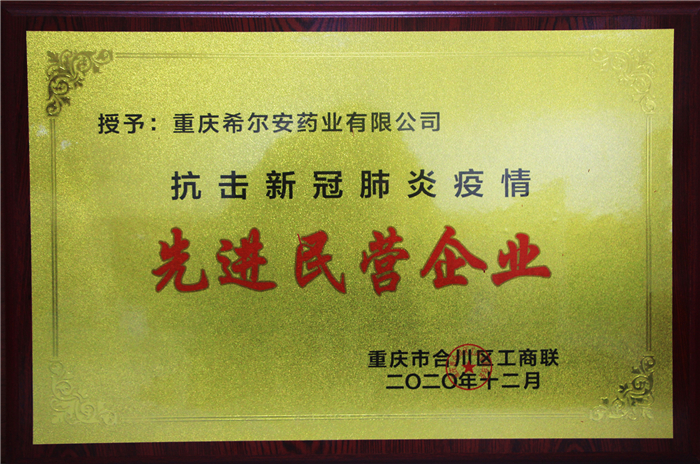 授予：重庆希尔安药业有限公司
抗击新冠肺炎疫情
先进民营企业
重庆市合川区工商联
二〇二〇年十二月